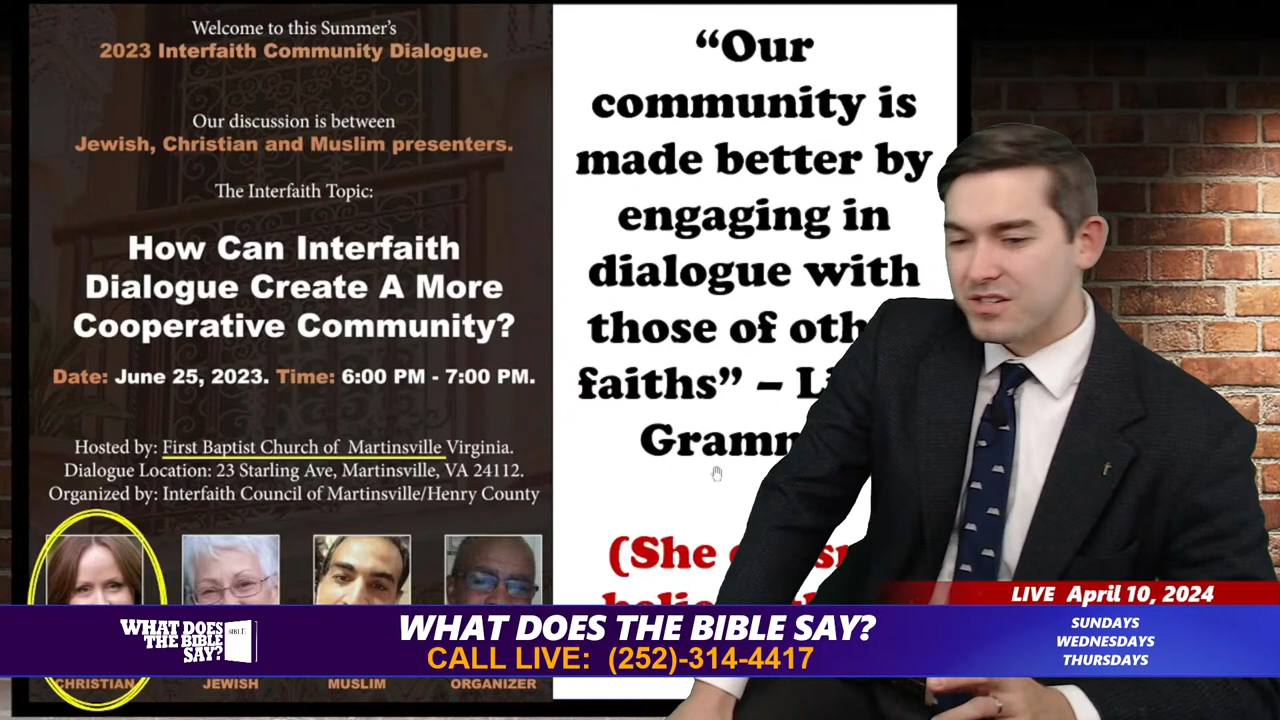 Welcome to this Summer's
2023 Interfaith Community Dialogue.
Our discussion is between
Jewish, Christian and Muslim presenters.
The Interfaith Topic:
How Can Interfaith
Dialogue Create A More
Cooperative Community?
Date: June 25, 2023. Time: 6:00 PM - 7:00 PM.
Hosted by: First Baptist Church of Martinsville Virginia.
Dialogue Location: 23 Starling Ave, Martinsville, VA 24112.
Organized by: Interfaith Council of Martinsville/Henry County
CHRISTIAN
JEWISH
MUSLIM
ORGANIZER
“Our
community is
made better by
engaging in
dialogue with
those of
faiths” –
(She
LIVE April 10, 2024
WHAT DOES
THE BIBLE
SAY?
BIBLE
WHAT DOES THE BIBLE SAY?
CALL LIVE: (252)-314-4417
SUNDAYS
WEDNESDAYS
THURSDAYS